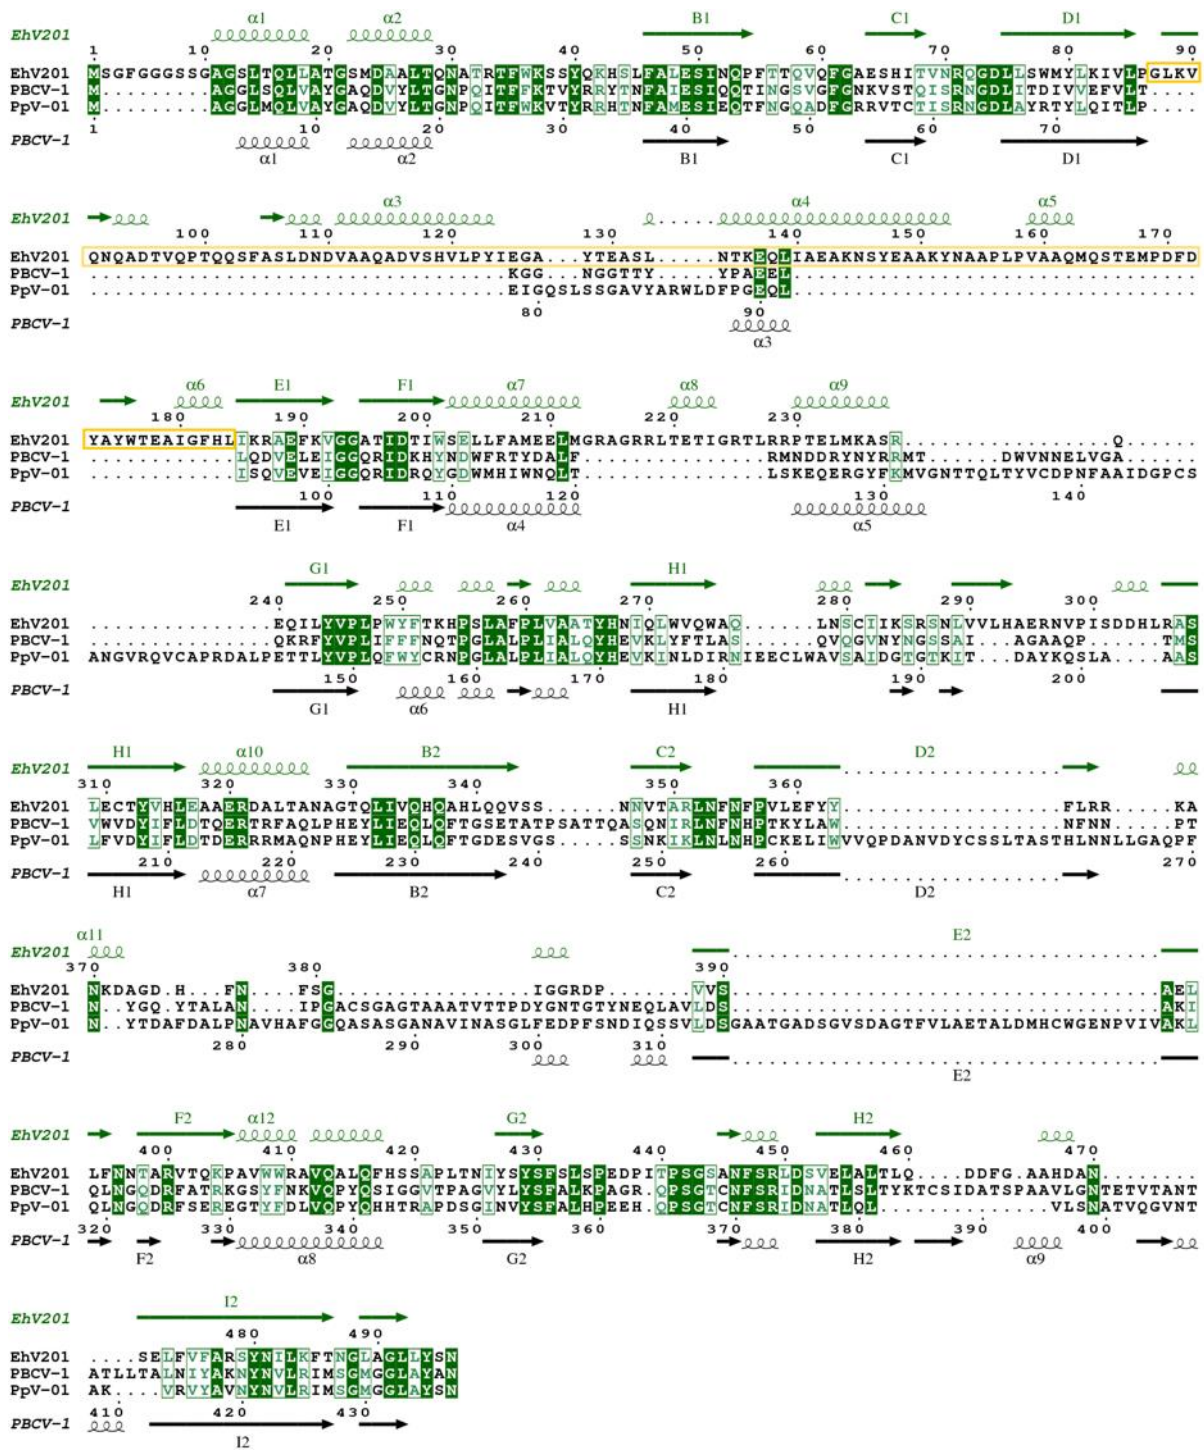 α1 α2 B1 C1 D1
EhV201
1 10 20 30 40 50 60 70 80 90
EhV201 MSGFGGGSSGAGSLTQLLATGSMDAALTQNATRTFWKSSYQKHSLFALESINQPFTTQVQFGAESHITVNRQGDLLSWMYLKIVLPGLKV
PBCV-1 M.........AGGLSQLVAYGAQDVYLTGNPQITFFKTVYRRYTNFAIESIQQTINGSVGFGNKVSTQISRNGDLITDIVVEFVLT....
PpV-01 M.........AGGLMQLVAYGAQDVYLTGNPQITFWKVIYRRHTNFAMESIEQTFNGQADFGRRVTCTISRNGDLAYRTYLQITLP....
1 10 20 30 40 50 60 70
PBCV-1
α1 α2 B1 C1 D1
α3 α4 α5
EhV201
100 110 120 130 140 150 160 170
EhV201 QNQADTVQPTQQSFASLDNDVAAQADVSHVLPYIEGA..YTEASL....NTKEQLIAEAKNSYEAAKYNAAPLPVAAQMQSTEMPDFD
PBCV-1 ..................................KGG..NGGTTY....YPAEEL.................................
PpV-01 ..................................EIGQSLSSGAVYARWLDFPGEQL.................................
80 90
PBCV-1
α3
α6 E1 F1 α7 α8 α9
EhV201
180 190 200 210 220 230
EhV201 YAYWTEAIGFHLIKRAEFKVGGATIDTIWSELLFAMEELMGRAGRRLTETIGRTLRRPTELMKASR..................Q......
PBCV-1 ............LQDVELEIGGQRIDKHYNDWFRTYDALF...............RMNDDRYNYRRMT....DWVNNELVGA.......
PpV-01 ............ISQVEVEIGGQRIDRQYGDWMHIWNQLT...............LSKEQERGYFKMVGNTTQLTYVCDPNFAAIDGPCS
100 110 120 130 140
PBCV-1
E1 F1 α4 α5
G1 H1
EhV201
240 250 260 270 280 290 300
EhV201 ................EQILYVPLPWYFTKHPSLAFPLVAATYHNIQLWVQWAQ......LNSCIIKSRSNLVVLHAERNVPISDDHLRAS
PBCV-1 ................QKRFYVPLIFFFNQTPGLALPLIALQYHEVKLYFTLAS......QVQGVNYNGSSAI....AGAAQP.....TMS
PpV-01 ANGVRQVCAPRDALPETTLYVPLQFWYCRNPGLALPLIALQYHEVKINLDIRNIEECLWAVSAIDGTGTKIT...DAYKQSLA....AAS
150 160 170 180 190 200
PBCV-1
G1 α6 H1
H1 α10 B2 C2 D2
EhV201
310 320 330 340 350 360
EhV201 LECTYVHLEAAERDALTANAGTQLIVQHQAHLQQVSS......NNVTARLNFNFPVLEFYY..................FLRR....KA
PBCV-1 VWVDYIFLDTQERTRFAQLPHEYLIEQLQFTGSETATPSATTQASQNIRLNFNHPTKYLAW..................NFNN....PT
PpV-01 LFVDYIFLDTDERRRMAQNPHEYLIEQLQFTGDESVGS.....SSNKIKLNLNHPCKELIWVVQPDANVDYCSSLTASTHLNNLLGAQPF
210 220 230 240 250 260 270
PBCV-1
H1 α7 B2 C2 D2
α11 E2
EhV201
370 380 390
EhV201 NKDAGD.H...FN....FSG................IGGRDP.......VVS...................................AEL
PBCV-1 N..YGQ.YTALAN....IPGACSGAGTAAATVTTPDYGNTGTYNEQLAVLDS...................................AKI
PpV-01 N..YTDAFDALPNAVHAFGGQASASGANAVINASGLFEDPFSNDIQSSVLDSGAATGADSGVSDAGTFVLAETALDMHCWGENPVIVAKL
280 290 300 310
PBCV-1
E2
F2 α12 G2 H2
EhV201
400 410 420 430 440 450 460 470
EhV201 LFNNTARVTQKPAVWWRAVQALQFHSSAPLTNIYSYSFSLSPEDPITPSGSANFSRLDSVELALTLQ....DDFG.AAHDAN........
PBCV-1 QLNGQDRFATRKGSYFNKVQPYQSIGGVTPAGVYLYSFALKPAGR.QPSGTCNFSRIDNATLSLTYKTCSIDATSPAAVLGNTETVTANT
PpV-01 QLNGQDRFSEREGTYFDLVQPYQHHTRAPDSGINVYSFALHPEEH.QPSGTCNFSRIDNATLQL..............VLSNATVQGVNT
320 330 340 350 360 370 380 390 400
PBCV-1
F2 α8 G2 H2 α9
I2
EhV201
480 490
EhV201 ....SELFVFARSYNILKFTNGLAGLLYSN
PBCV-1 ATLLTALNIYAKNYNVLRIMSGMGGLAYAN
PpV-01 AK....VRVYAVNYNVLRIMSGMGGLAYSN
410 420 430
PBCV-1
I2